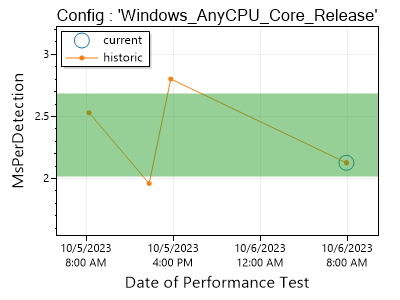 Config : 'Windows_AnyCPU_Core_Release'
current
historic
3
2.5
2
MsPerDetection
10/5/2023 10/5/2023 10/6/2023 10/6/2023
8:00 AM 4:00 PM 12:00 AM 8:00 AM
Date of Performance Test